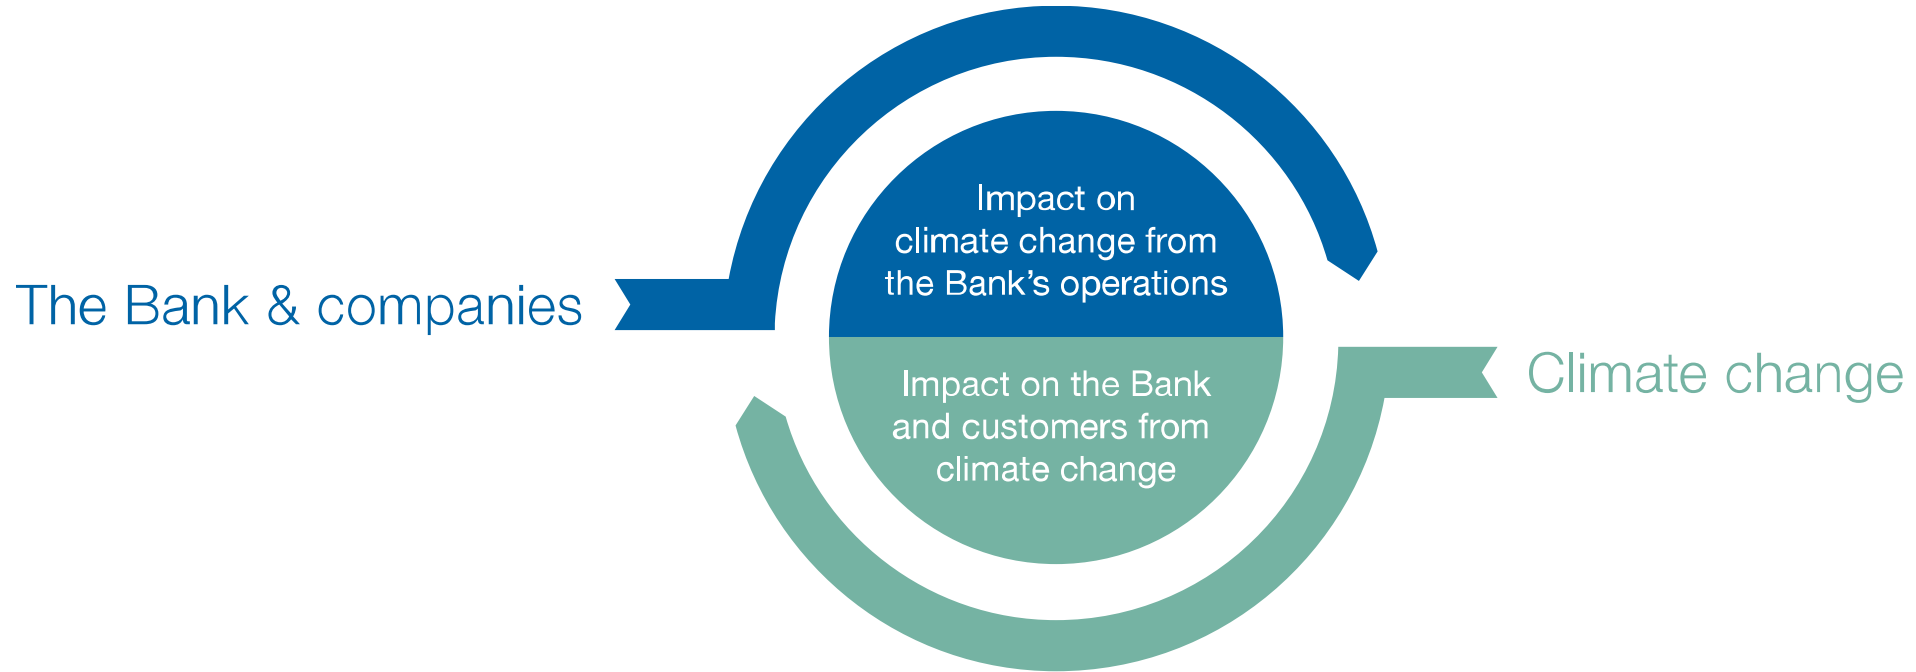 Impact on
climate change from
the Bank's operations
The Bank & companies
Impact on the Bank
and customers from
climate change
Climate change